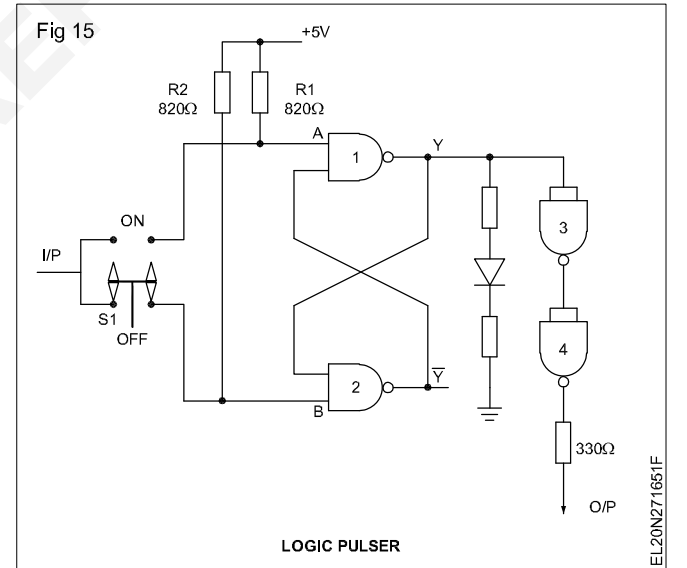 Fig 15
+5V
R2
820Ω
R1
820Ω
A
1
Y
ON
I/P
3
S1
OFF
4
2
Y̅
B
330Ω
O/P
LOGIC PULSER
EL20N271651F